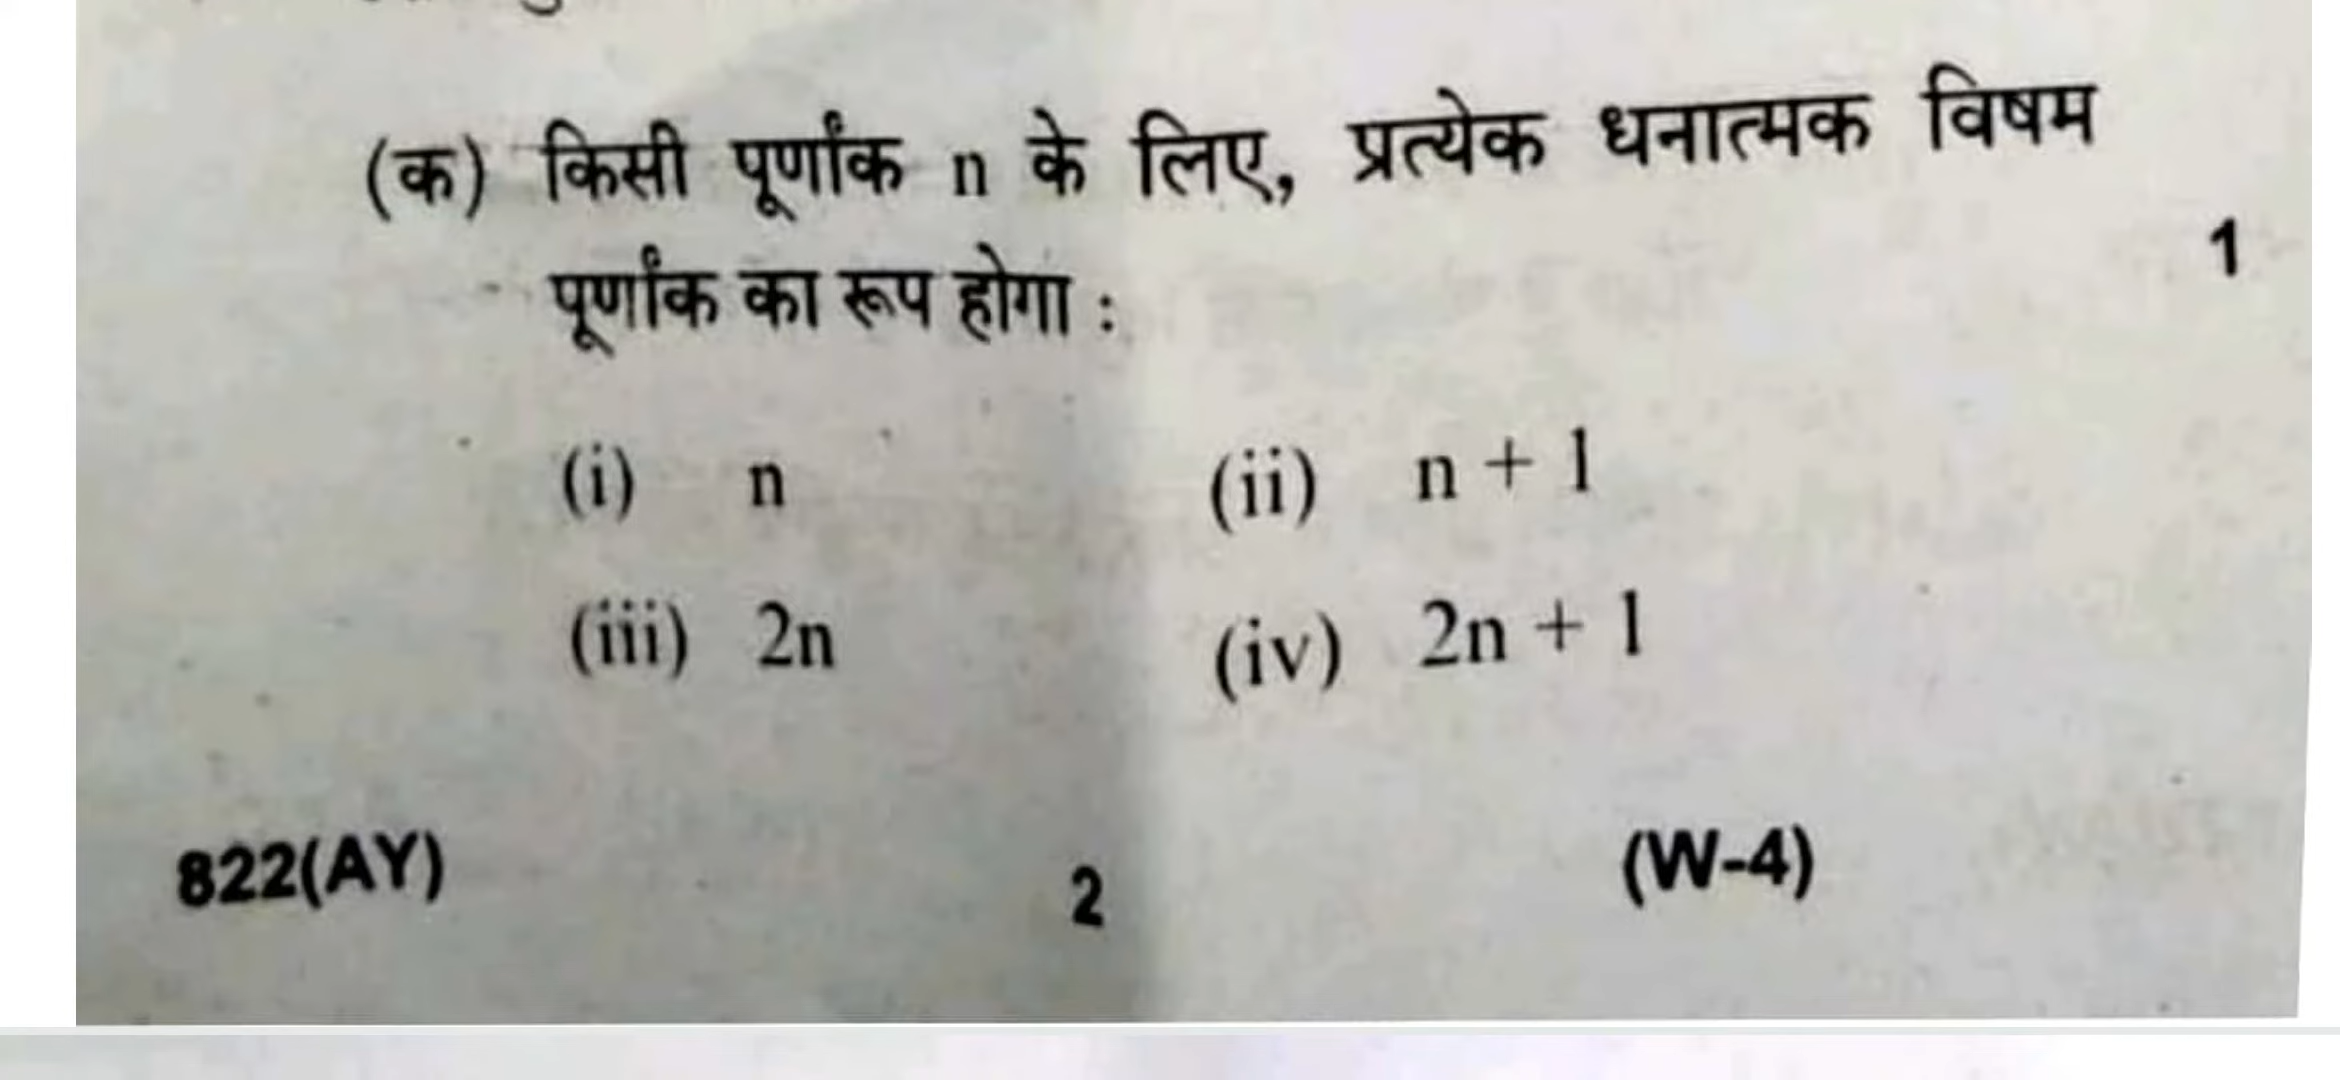 (क) किसी पूर्णांक n के लिए, प्रत्येक धनात्मक विषम
पूर्णांक का रूप होगा : 1
(i) n (ii) n + 1
(iii) 2n (iv) 2n + 1
822(AY) 2 (W-4)